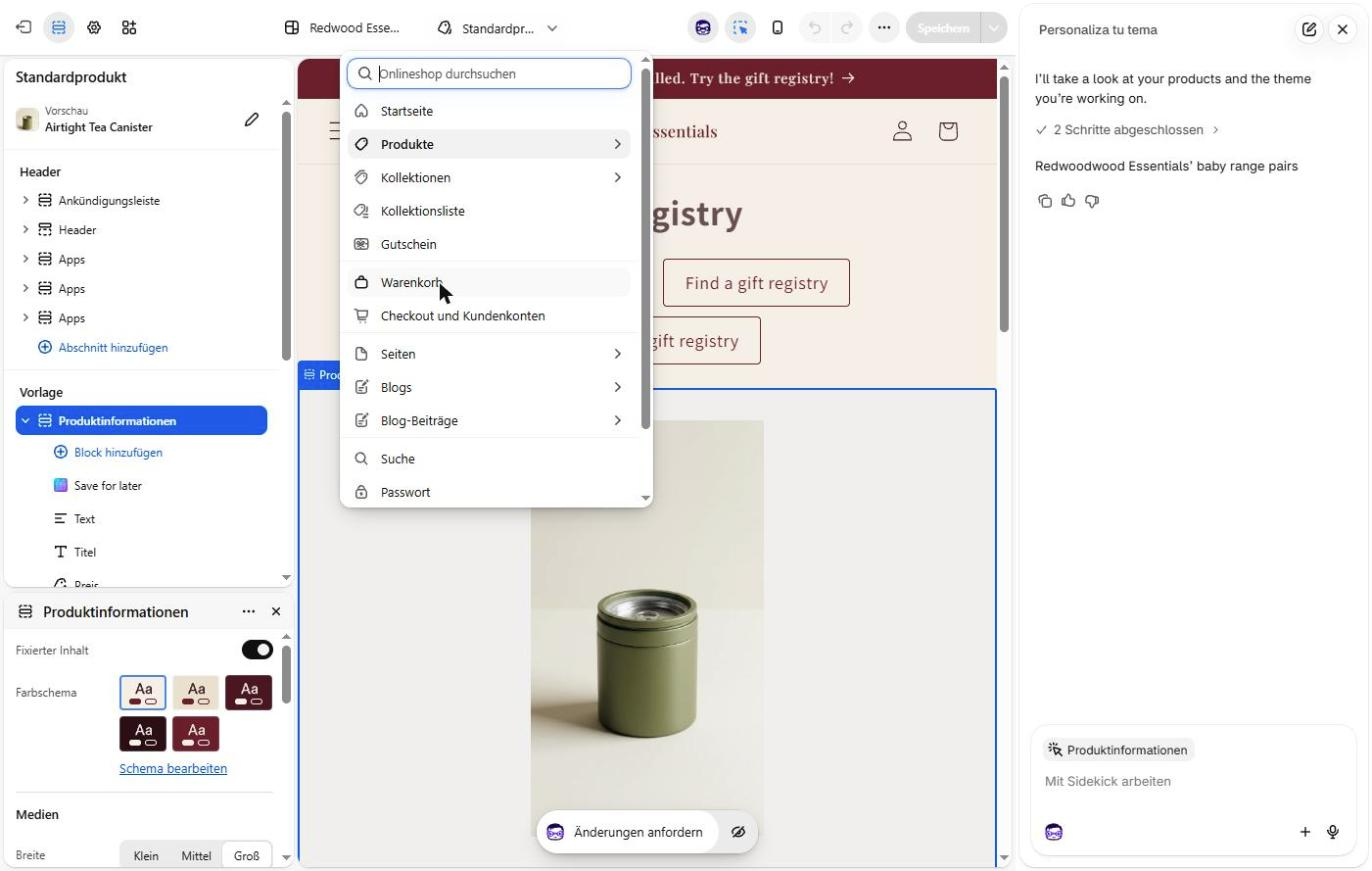 Redwood Esse...
Standardpr...
Speichern
Standardprodukt
Vorschau
Airtight Tea Canister
Header
Ankündigungsleiste
Header
Apps
Apps
Apps
Abschnitt hinzufügen
Vorlage
Produktinformationen
Block hinzufügen
Save for later
Text
Titel
Preis
Produktinformationen
Fixierter Inhalt
Farbschema
Aa
Aa
Aa
Aa
Aa
Schema bearbeiten
Medien
Breite
Klein
Mittel
Groß
Onlineshop durchsuchen
Startseite
Produkte
Kollektionen
Kollektionsliste
Gutschein
Warenkorb
Checkout und Kundenkonten
Seiten
Blogs
Blog-Beiträge
Suche
Passwort
lled. Try the gift registry! →
ssentials
gistry
Find a gift registry
gift registry
Proc
Änderungen anfordern
Personaliza tu tema
I'll take a look at your products and the theme
you're working on.
2 Schritte abgeschlossen
Redwoodwood Essentials' baby range pairs
Produktinformationen
Mit Sidekick arbeiten